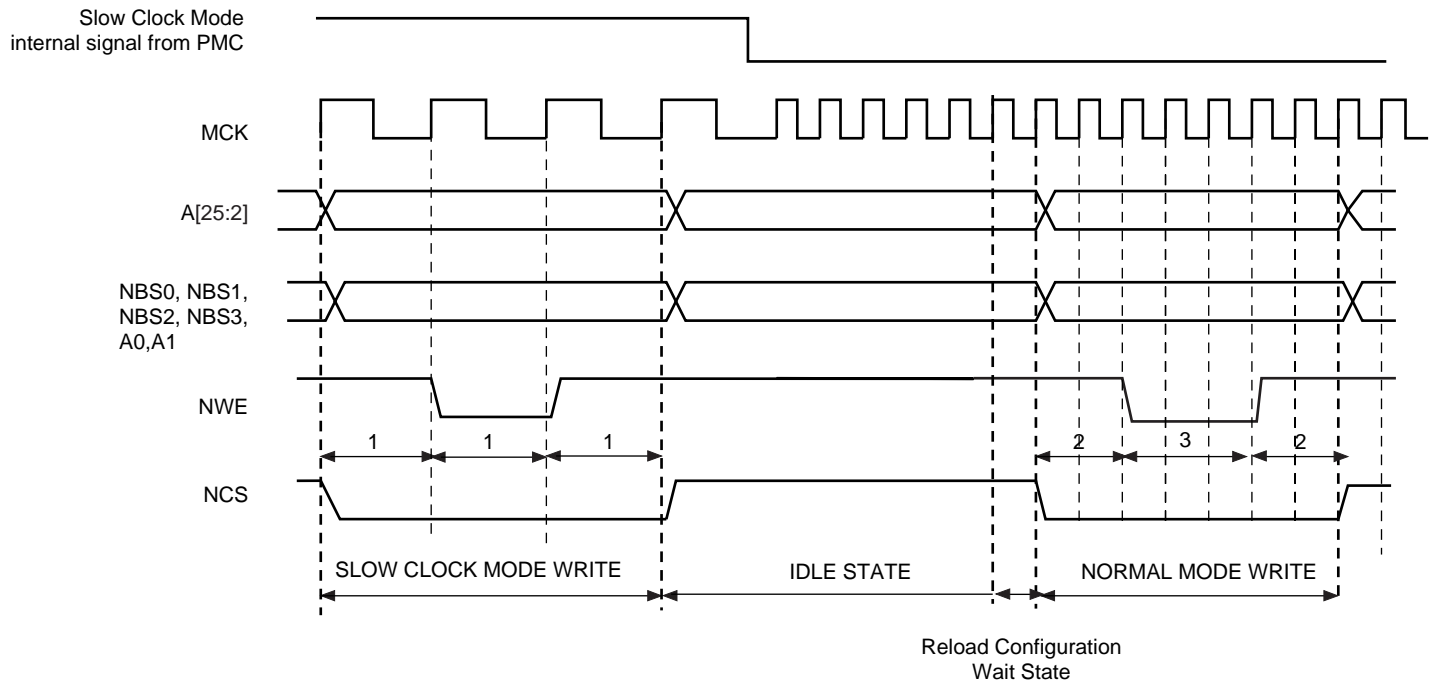 Slow Clock Mode
internal signal from PMC
MCK
A[25:2]
NBS0, NBS1,
NBS2, NBS3,
A0,A1
NWE
1 1 1 2 3 2
NCS
SLOW CLOCK MODE WRITE IDLE STATE NORMAL MODE WRITE
Reload Configuration
Wait State